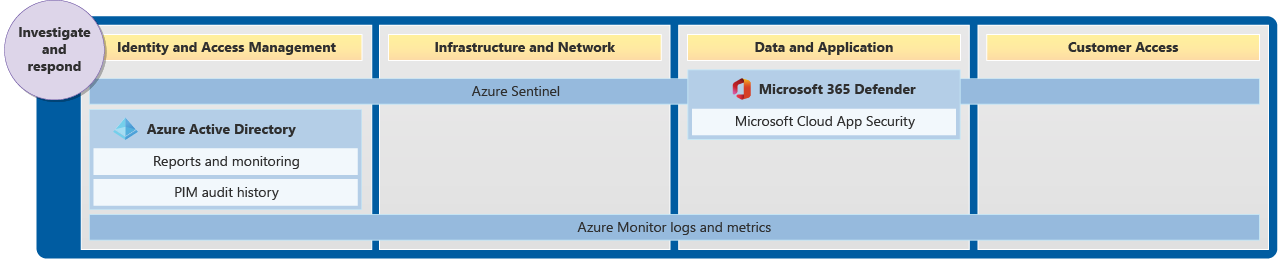 Investigate
and
respond
Identity and Access Management
Infrastructure and Network
Data and Application
Customer Access
Azure Sentinel
Microsoft 365 Defender
Microsoft Cloud App Security
Azure Active Directory
Reports and monitoring
PIM audit history
Azure Monitor logs and metrics